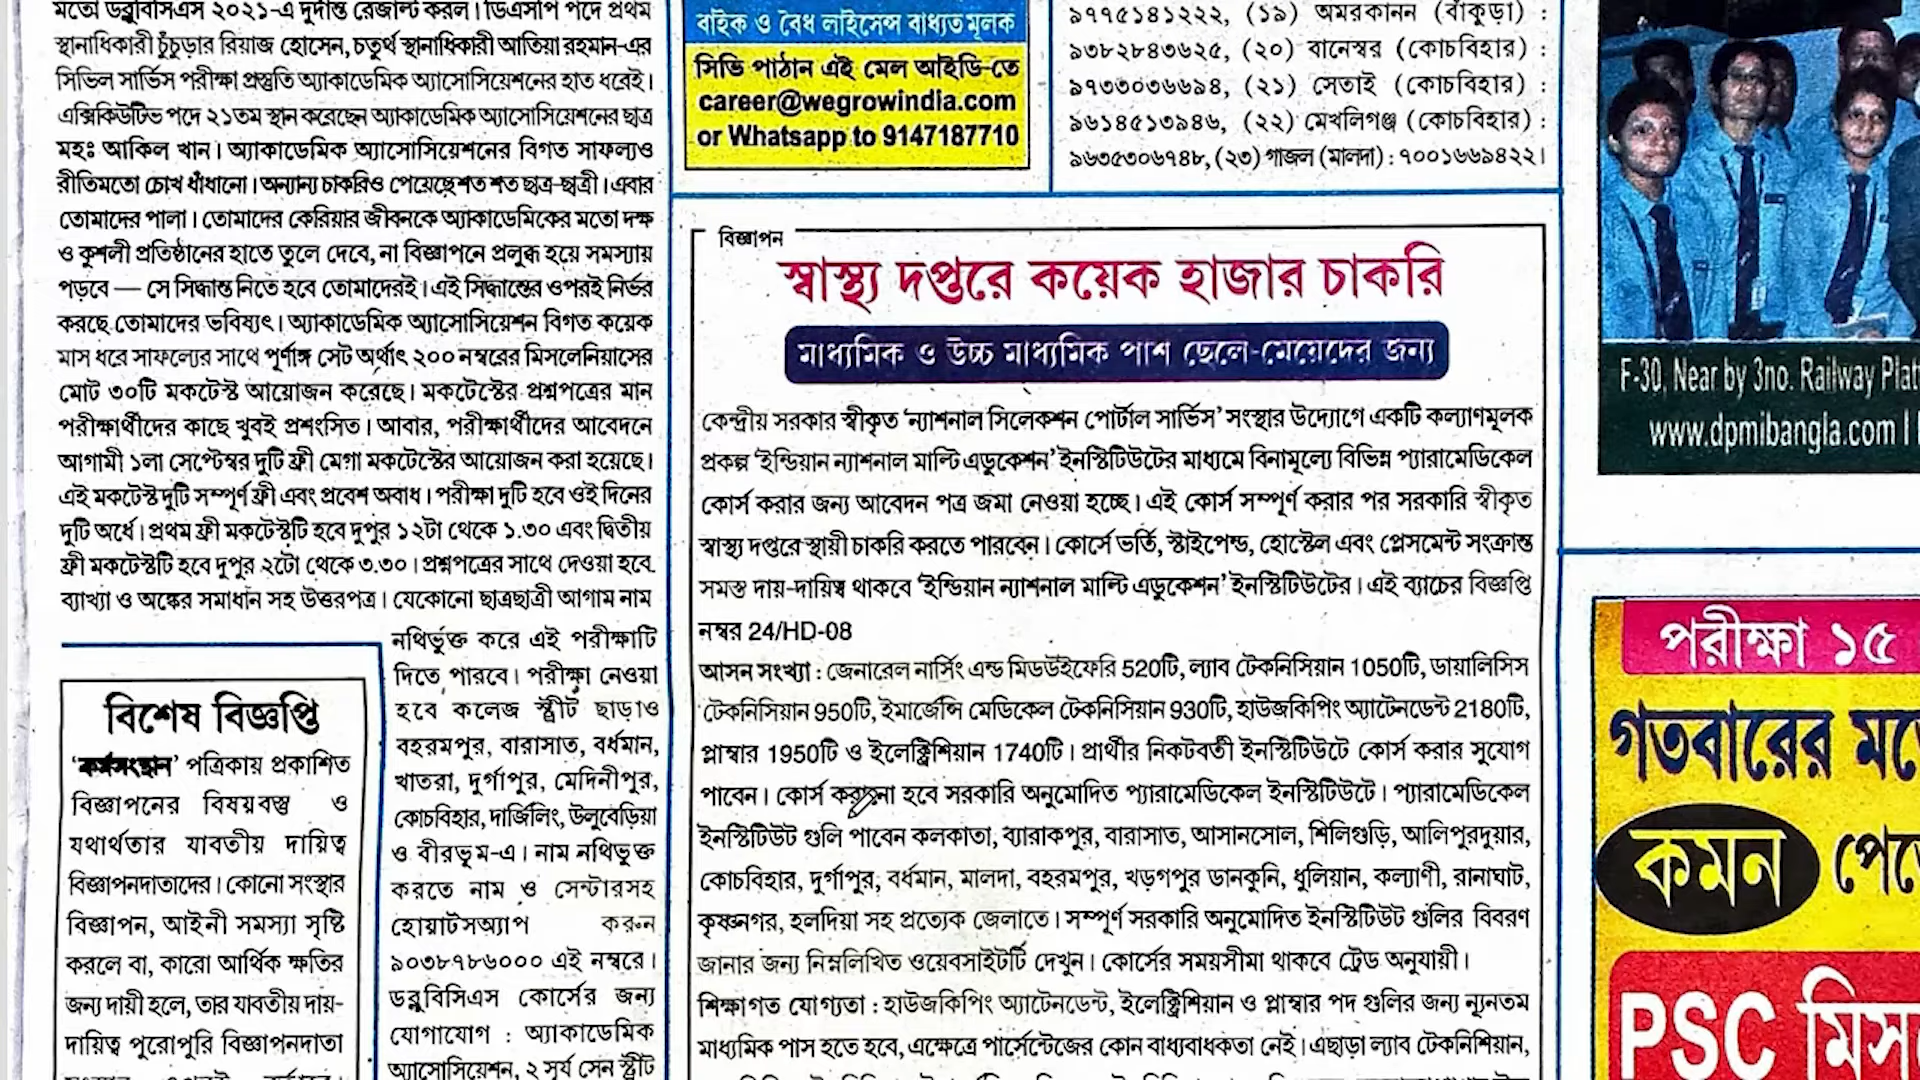 মতো ডব্লুবিসিএস ২০২১-এ দুর্দান্ত রেজাল্ট করল। ডিএসপি পদে প্রথম
স্থানাধিকারী চুঁচুড়ার রিয়াজ হোসেন, চতুর্থ স্থানাধিকারী আতিয়া রহমান-এর
সিভিল সার্ভিস পরীক্ষা প্রস্তুতি অ্যাকাডেমিক অ্যাসোসিয়েশনের হাত ধরেই।
এক্সিকিউটিভ পদে ২১তম স্থান করেছেন অ্যাকাডেমিক অ্যাসোসিয়েশনের ছাত্র
মহঃ আকিল খান। অ্যাকাডেমিক অ্যাসোসিয়েশনের বিগত সাফল্যও
রীতিমতো চোখ ধাঁধানো। অন্যান্য চাকরিও পেয়েছে শত শত ছাত্র-ছাত্রী। এবার
তোমাদের পালা। তোমাদের কেরিয়ার জীবনকে অ্যাকাডেমিকের মতো দক্ষ
ও কুশলী প্রতিষ্ঠানের হাতে তুলে দেবে, না বিজ্ঞাপনে প্রলুব্ধ হয়ে সমস্যায়
পড়বে — সে সিদ্ধান্ত নিতে হবে তোমাদেরই। এই সিদ্ধান্তের ওপরই নির্ভর
করছে তোমাদের ভবিষ্যৎ। অ্যাকাডেমিক অ্যাসোসিয়েশন বিগত কয়েক
মাস ধরে সাফল্যের সাথে পূর্ণাঙ্গ সেট অর্থাৎ ২০০ নম্বরের মিসলেনিয়াসের
মোট ৩০টি মকটেস্ট আয়োজন করেছে। মকটেস্টের প্রশ্নপত্রের মান
পরীক্ষার্থীদের কাছে খুবই প্রশংসিত। আবার, পরীক্ষার্থীদের আবেদনে
আগামী ১লা সেপ্টেম্বর দুটি ফ্রী মেগা মকটেস্টের আয়োজন করা হয়েছে।
এই মকটেস্ট দুটি সম্পূর্ণ ফ্রী এবং প্রবেশ অবাধ। পরীক্ষা দুটি হবে ওই দিনের
দুটি অর্ধে। প্রথম ফ্রী মকটেস্টটি হবে দুপুর ১২টা থেকে ১.৩০ এবং দ্বিতীয়
ফ্রী মকটেস্টটি হবে দুপুর ২টো থেকে ৩.৩০। প্রশ্নপত্রের সাথে দেওয়া হবে
ব্যাখ্যা ও অঙ্কের সমাধান সহ উত্তরপত্র। যেকোনো ছাত্রছাত্রী আগাম নাম
নথির্ভুক্ত করে এই পরীক্ষাটি
দিতে পারবে। পরীক্ষা নেওয়া
হবে কলেজ স্ট্রীট ছাড়াও
বহরমপুর, বারাসাত, বর্ধমান,
খাতরা, দুর্গাপুর, মেদিনীপুর,
কোচবিহার, দার্জিলিং, উলুবেড়িয়া
ও বীরভূম-এ। নাম নথিভুক্ত
করতে নাম ও সেন্টারসহ
হোয়াটসঅ্যাপ করুন
৯০৩৮৭৮৬০০০ এই নম্বরে।
ডব্লুবিসিএস কোর্সের জন্য
যোগাযোগ : অ্যাকাডেমিক
অ্যাসোসিয়েশন, ২ সূর্য সেন স্ট্রীট
বিশেষ বিজ্ঞপ্তি
'কর্মসংস্থান' পত্রিকায় প্রকাশিত
বিজ্ঞাপনের বিষয়বস্তু ও
যথার্থতার যাবতীয় দায়িত্ব
বিজ্ঞাপনদাতাদের। কোনো সংস্থার
বিজ্ঞাপন, আইনী সমস্যা সৃষ্টি
করলে বা, কারো আর্থিক ক্ষতির
জন্য দায়ী হলে, তার যাবতীয় দায়-
দায়িত্ব পুরোপুরি বিজ্ঞাপনদাতা
বাইক ও বৈধ লাইসেন্স বাধ্যতমূলক
সিভি পাঠান এই মেল আইডি-তে
career@wegrowindia.com
or Whatsapp to 9147187710
৯৭৭৫১৪১২২২, (১৯) অমরকানন (বাঁকুড়া) :
৯৩৮২৮৪৩৬২৫, (২০) বানেস্বর (কোচবিহার) :
৯৭৩৩০৩৬৬৯৪, (২১) সেতাই (কোচবিহার) :
৯৬১৪৫১৩৯৪৬, (২২) মেখলিগঞ্জ (কোচবিহার) :
৯৬৩৫৩০৬৭৪৮, (২৩) গাজল (মালদা) : ৭০০১৬৬৯৪২২।
বিজ্ঞাপন
স্বাস্থ্য দপ্তরে কয়েক হাজার চাকরি
মাধ্যমিক ও উচ্চ মাধ্যমিক পাশ ছেলে-মেয়েদের জন্য
কেন্দ্রীয় সরকার স্বীকৃত 'ন্যাশনাল সিলেকশন পোর্টাল সার্ভিস' সংস্থার উদ্যোগে একটি কল্যাণমূলক
প্রকল্প 'ইন্ডিয়ান ন্যাশনাল মাল্টি এডুকেশন' ইনস্টিটিউটের মাধ্যমে বিনামূল্যে বিভিন্ন প্যারামেডিকেল
কোর্স করার জন্য আবেদন পত্র জমা নেওয়া হচ্ছে। এই কোর্স সম্পূর্ণ করার পর সরকারি স্বীকৃত
স্বাস্থ্য দপ্তরে স্থায়ী চাকরি করতে পারবেন। কোর্সে ভর্তি, স্টাইপেন্ড, হোস্টেল এবং প্লেসমেন্ট সংক্রান্ত
সমস্ত দায়-দায়িত্ব থাকবে 'ইন্ডিয়ান ন্যাশনাল মাল্টি এডুকেশন' ইনস্টিটিউটের। এই ব্যাচের বিজ্ঞপ্তি
নম্বর 24/HD-08
আসন সংখ্যা : জেনারেল নার্সিং এন্ড মিডউইফেরি 520টি, ল্যাব টেকনিসিয়ান 1050টি, ডায়ালিসিস
টেকনিসিয়ান 950টি, ইমার্জেন্সি মেডিকেল টেকনিসিয়ান 930টি, হাউজকিপিং অ্যাটেনডেন্ট 2180টি,
প্লাম্বার 1950টি ও ইলেক্ট্রিশিয়ান 1740টি। প্রার্থীর নিকটবর্তী ইনস্টিটিউটে কোর্স করার সুযোগ
পাবেন। কোর্স করানো হবে সরকারি অনুমোদিত প্যারামেডিকেল ইনস্টিটিউটে। প্যারামেডিকেল
ইনস্টিটিউট গুলি পাবেন কলকাতা, ব্যারাকপুর, বারাসাত, আসানসোল, শিলিগুড়ি, আলিপুরদুয়ার,
কোচবিহার, দুর্গাপুর, বর্ধমান, মালদা, বহরমপুর, খড়গপুর ডানকুনি, ধুলিয়ান, কল্যাণী, রানাঘাট,
কৃষ্ণনগর, হলদিয়া সহ প্রত্যেক জেলাতে। সম্পূর্ণ সরকারি অনুমোদিত ইনস্টিটিউট গুলির বিবরণ
জানার জন্য নিম্নলিখিত ওয়েবসাইটটি দেখুন। কোর্সের সময়সীমা থাকবে ট্রেড অনুযায়ী।
শিক্ষাগত যোগ্যতা : হাউজকিপিং অ্যাটেনডেন্ট, ইলেক্ট্রিশিয়ান ও প্লাম্বার পদ গুলির জন্য ন্যূনতম
মাধ্যমিক পাস হতে হবে, এক্ষেত্রে পার্সেন্টেজের কোন বাধ্যবাধকতা নেই। এছাড়া ল্যাব টেকনিশিয়ান,
F-30, Near by 3no. Railway Plat
www.dpmibangla.com I
পরীক্ষা ১৫
গতবারের মতো
কমন পেতে
PSC মিস